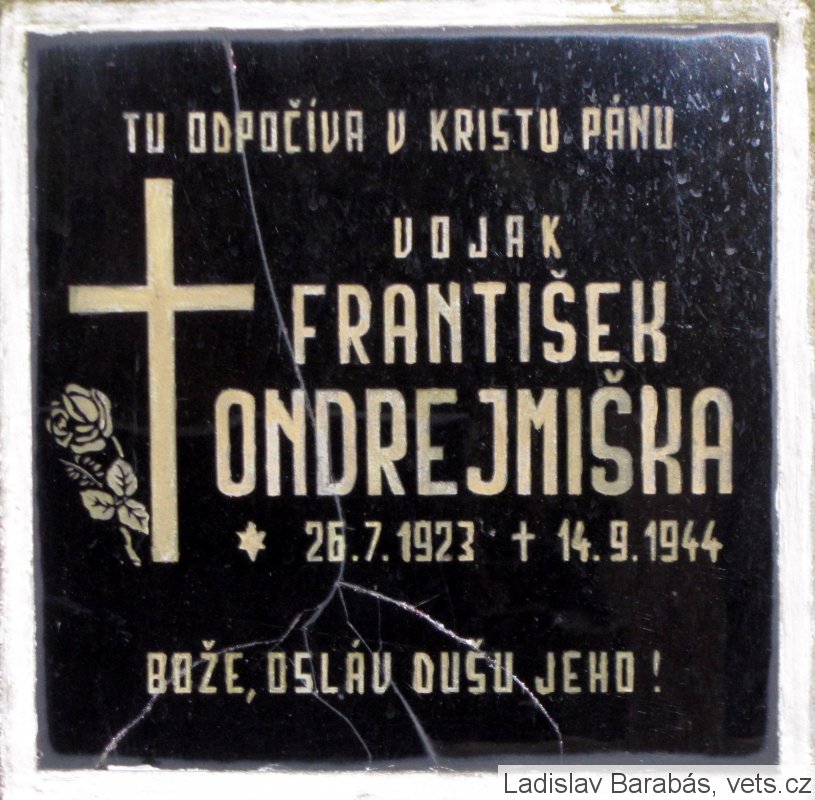 TU ODPOČÍVA V KRISTU PÁNU
VOJAK
FRANTIŠEK
ONDREJMIŠKA
* 26.7.1923 † 14.9.1944
BOŽE, OSLÁV DUŠU JEHO!
Ladislav Barabás, vets.cz